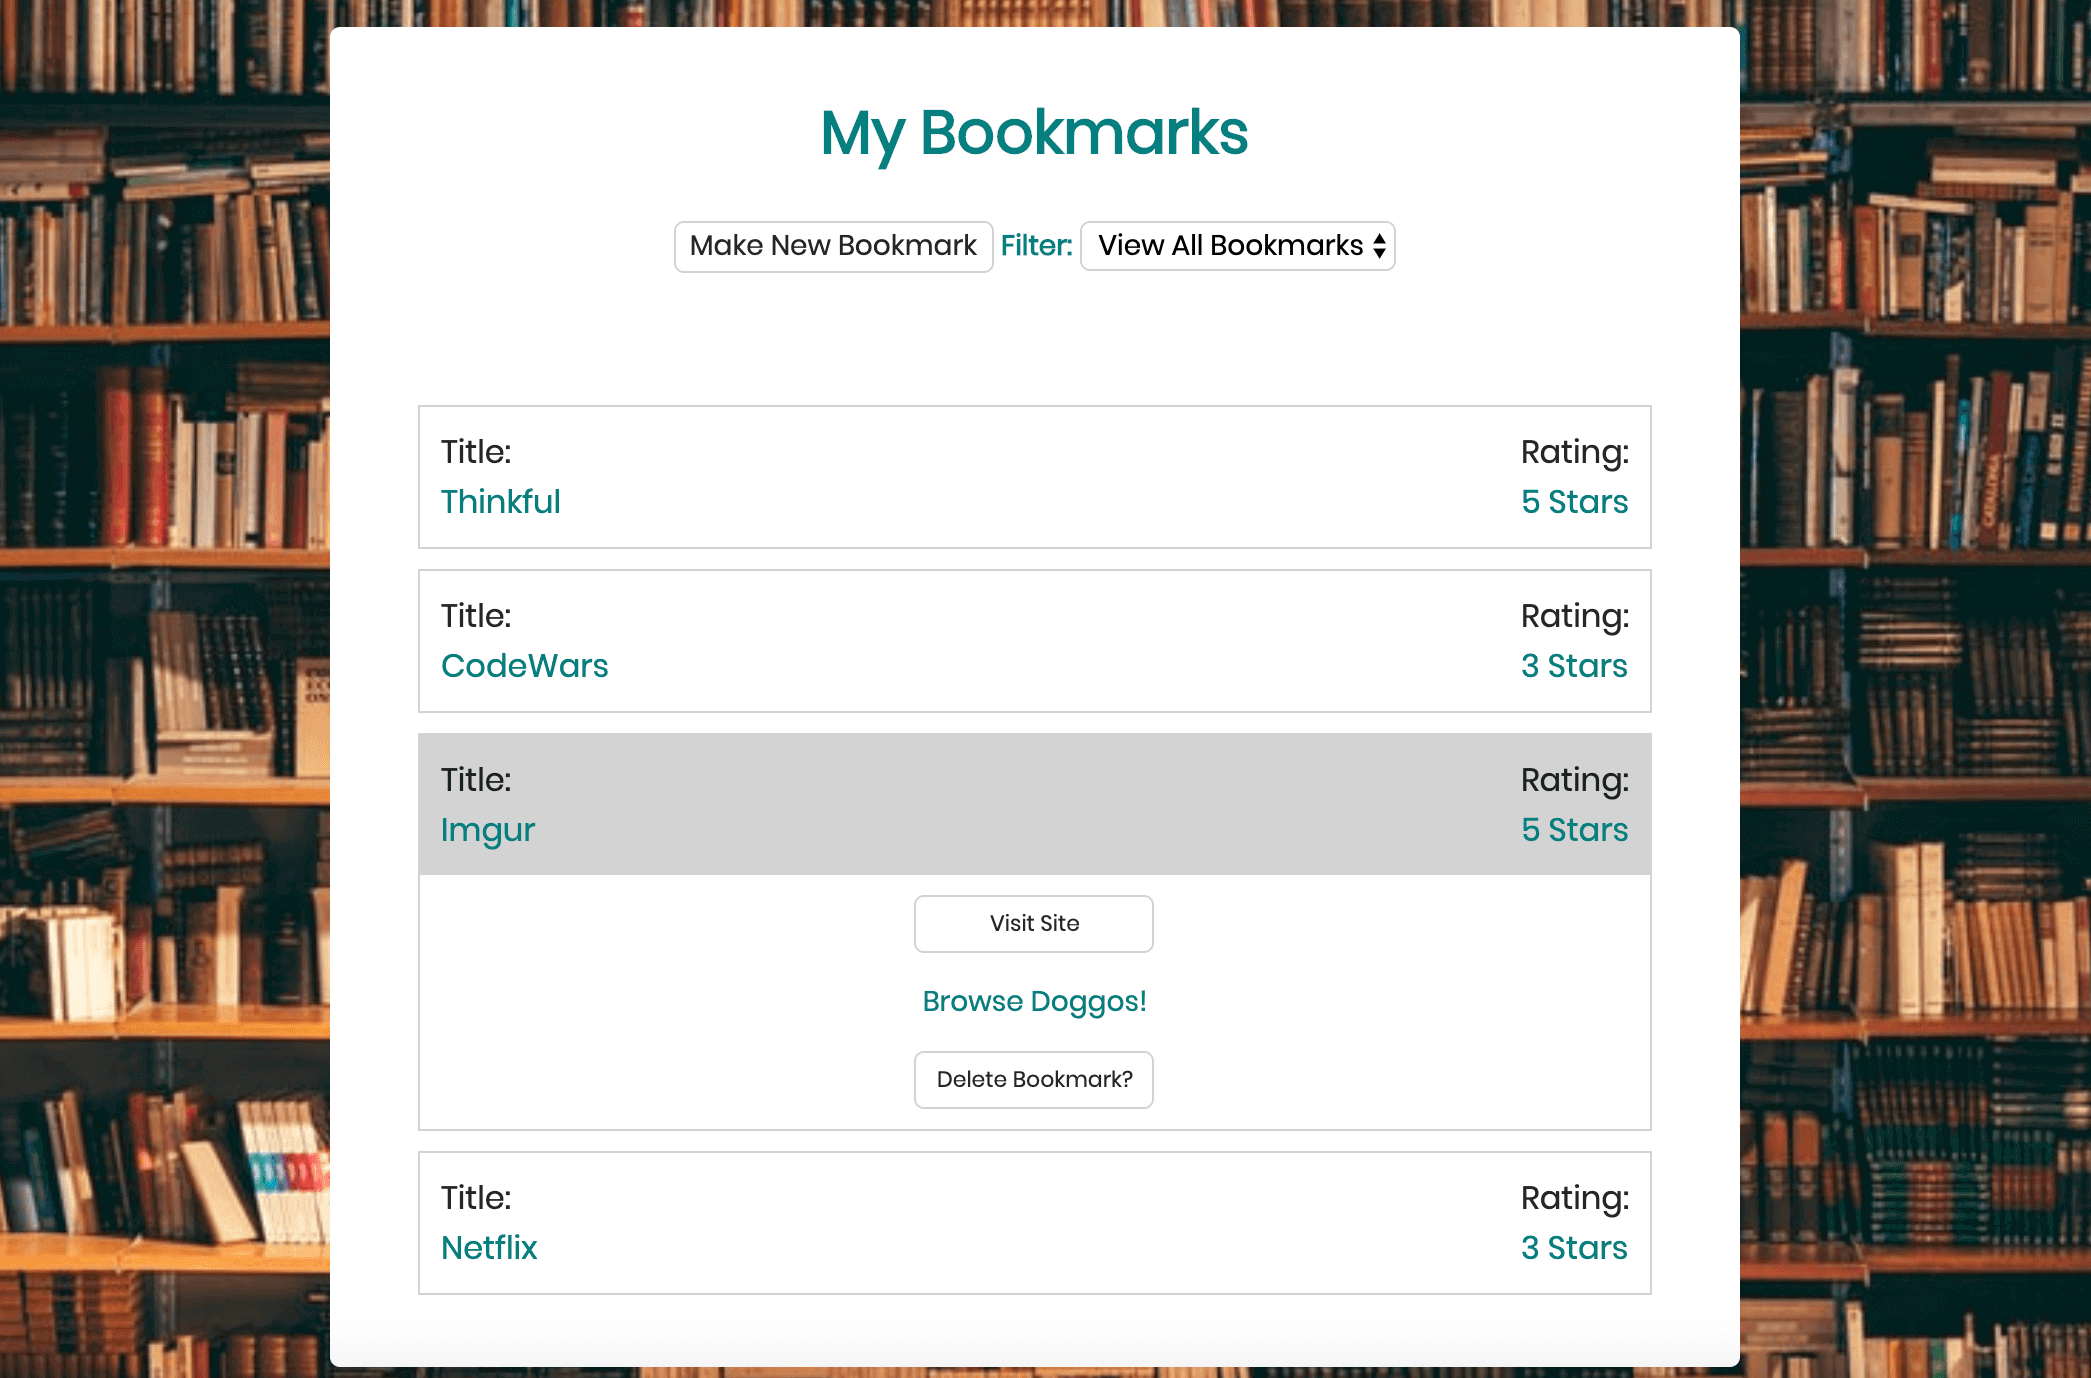 My Bookmarks
Make New Bookmark Filter: View All Bookmarks
Title: Rating:
Thinkful 5 Stars
Title: Rating:
CodeWars 3 Stars
Title: Rating:
Imgur 5 Stars
Visit Site
Browse Doggos!
Delete Bookmark?
Title: Rating:
Netflix 3 Stars